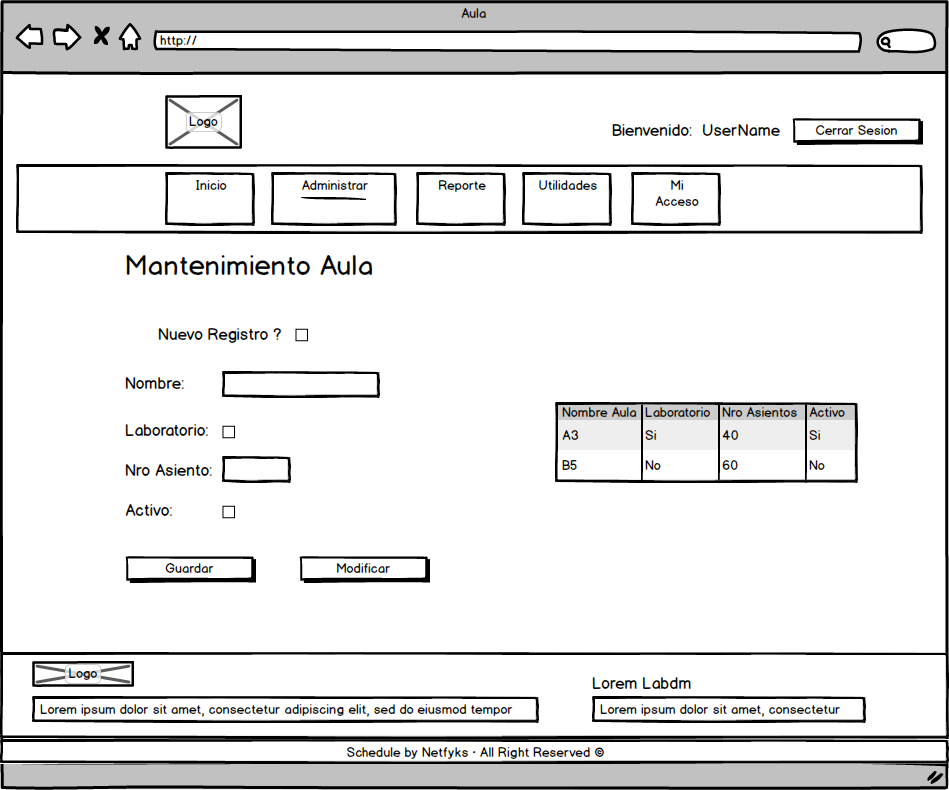 Aula
http://
Logo
Bienvenido: UserName
Cerrar Sesion
Inicio
Administrar
Reporte
Utilidades
Mi
Acceso
Mantenimiento Aula
Nuevo Registro ?
Nombre:
Laboratorio:
Nro Asiento:
Activo:
Guardar
Modificar
Nombre Aula Laboratorio Nro Asientos Activo
A3 Si 40 Si
B5 No 60 No
Logo
Lorem ipsum dolor sit amet, consectetur adipiscing elit, sed do eiusmod tempor
Lorem Labdm
Lorem ipsum dolor sit amet, consectetur
Schedule by Netfyks · All Right Reserved ©